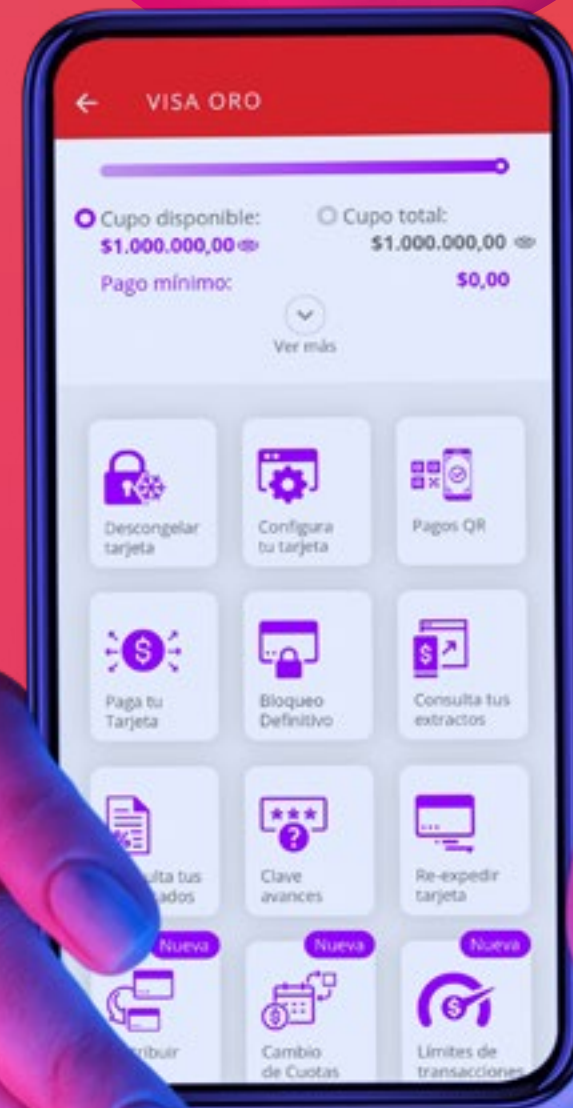 VISA ORO
Cupo disponible:
$1.000.000,00
Cupo total:
$1.000.000,00
Pago mínimo:
$0,00
Ver más
Descongelar
tarjeta
Configura
tu tarjeta
Pagos QR
Paga tu
Tarjeta
Bloqueo
Definitivo
Consulta tus
extractos
tus
Clave
avances
Re-expedir
tarjeta
Nueva
Nueva
Nueva
Cambio
de Cuotas
Límites de
transacciones